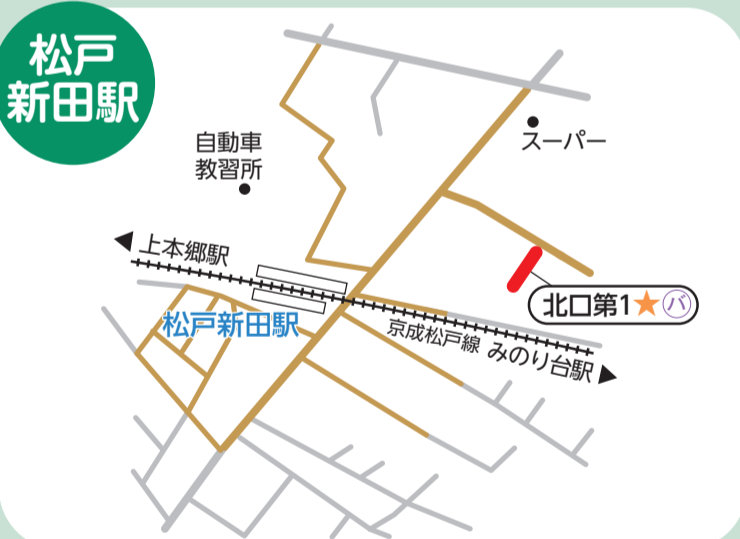 松戸
新田駅
自動車
教習所
スーパー
上本郷駅
松戸新田駅
北口第1★バ
京成松戸線
みのり台駅